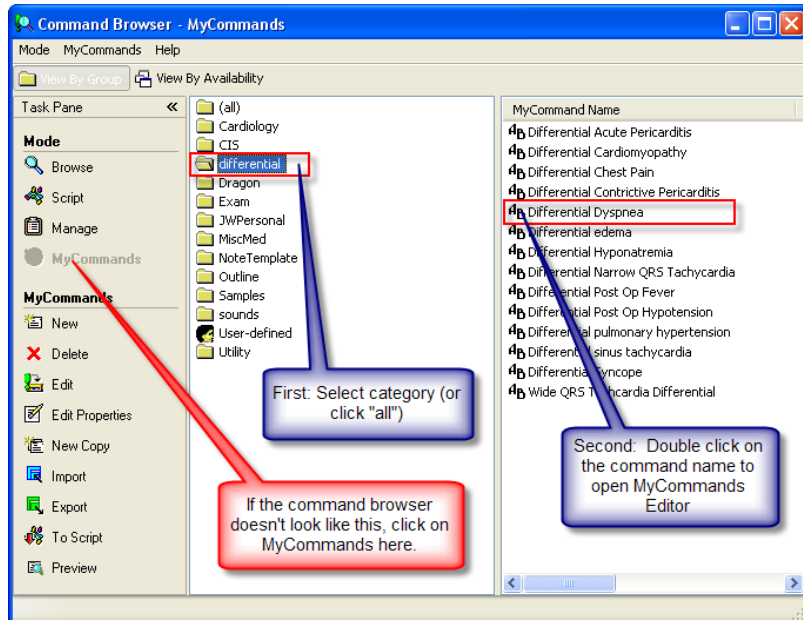 Command Browser - MyCommands
Mode MyCommands Help
View By Group View By Availability
Task Pane «
Mode
Browse
Script
Manage
MyCommands
MyCommands
New
Delete
Edit
Edit Properties
New Copy
Import
Export
To Script
Preview
(all)
Cardiology
CIS
differential
Dragon
Exam
JWPersonal
MiscMed
NoteTemplate
Outline
Samples
sounds
User-defined
Utility
MyCommand Name
Differential Acute Pericarditis
Differential Cardiomyopathy
Differential Chest Pain
Differential Contrictive Pericarditis
Differential Dyspnea
Differential edema
Differential Hyponatremia
Differential Narrow QRS Tachycardia
Differential Post Op Fever
Differential Post Op Hypotension
Differential pulmonary hypertension
Differential sinus tachycardia
Differential Syncope
Wide QRS Tachcardia Differential
First: Select category (or
click "all")
Second: Double click on
the command name to
open MyCommands
Editor
If the command browser
doesn't look like this, click on
MyCommands here.